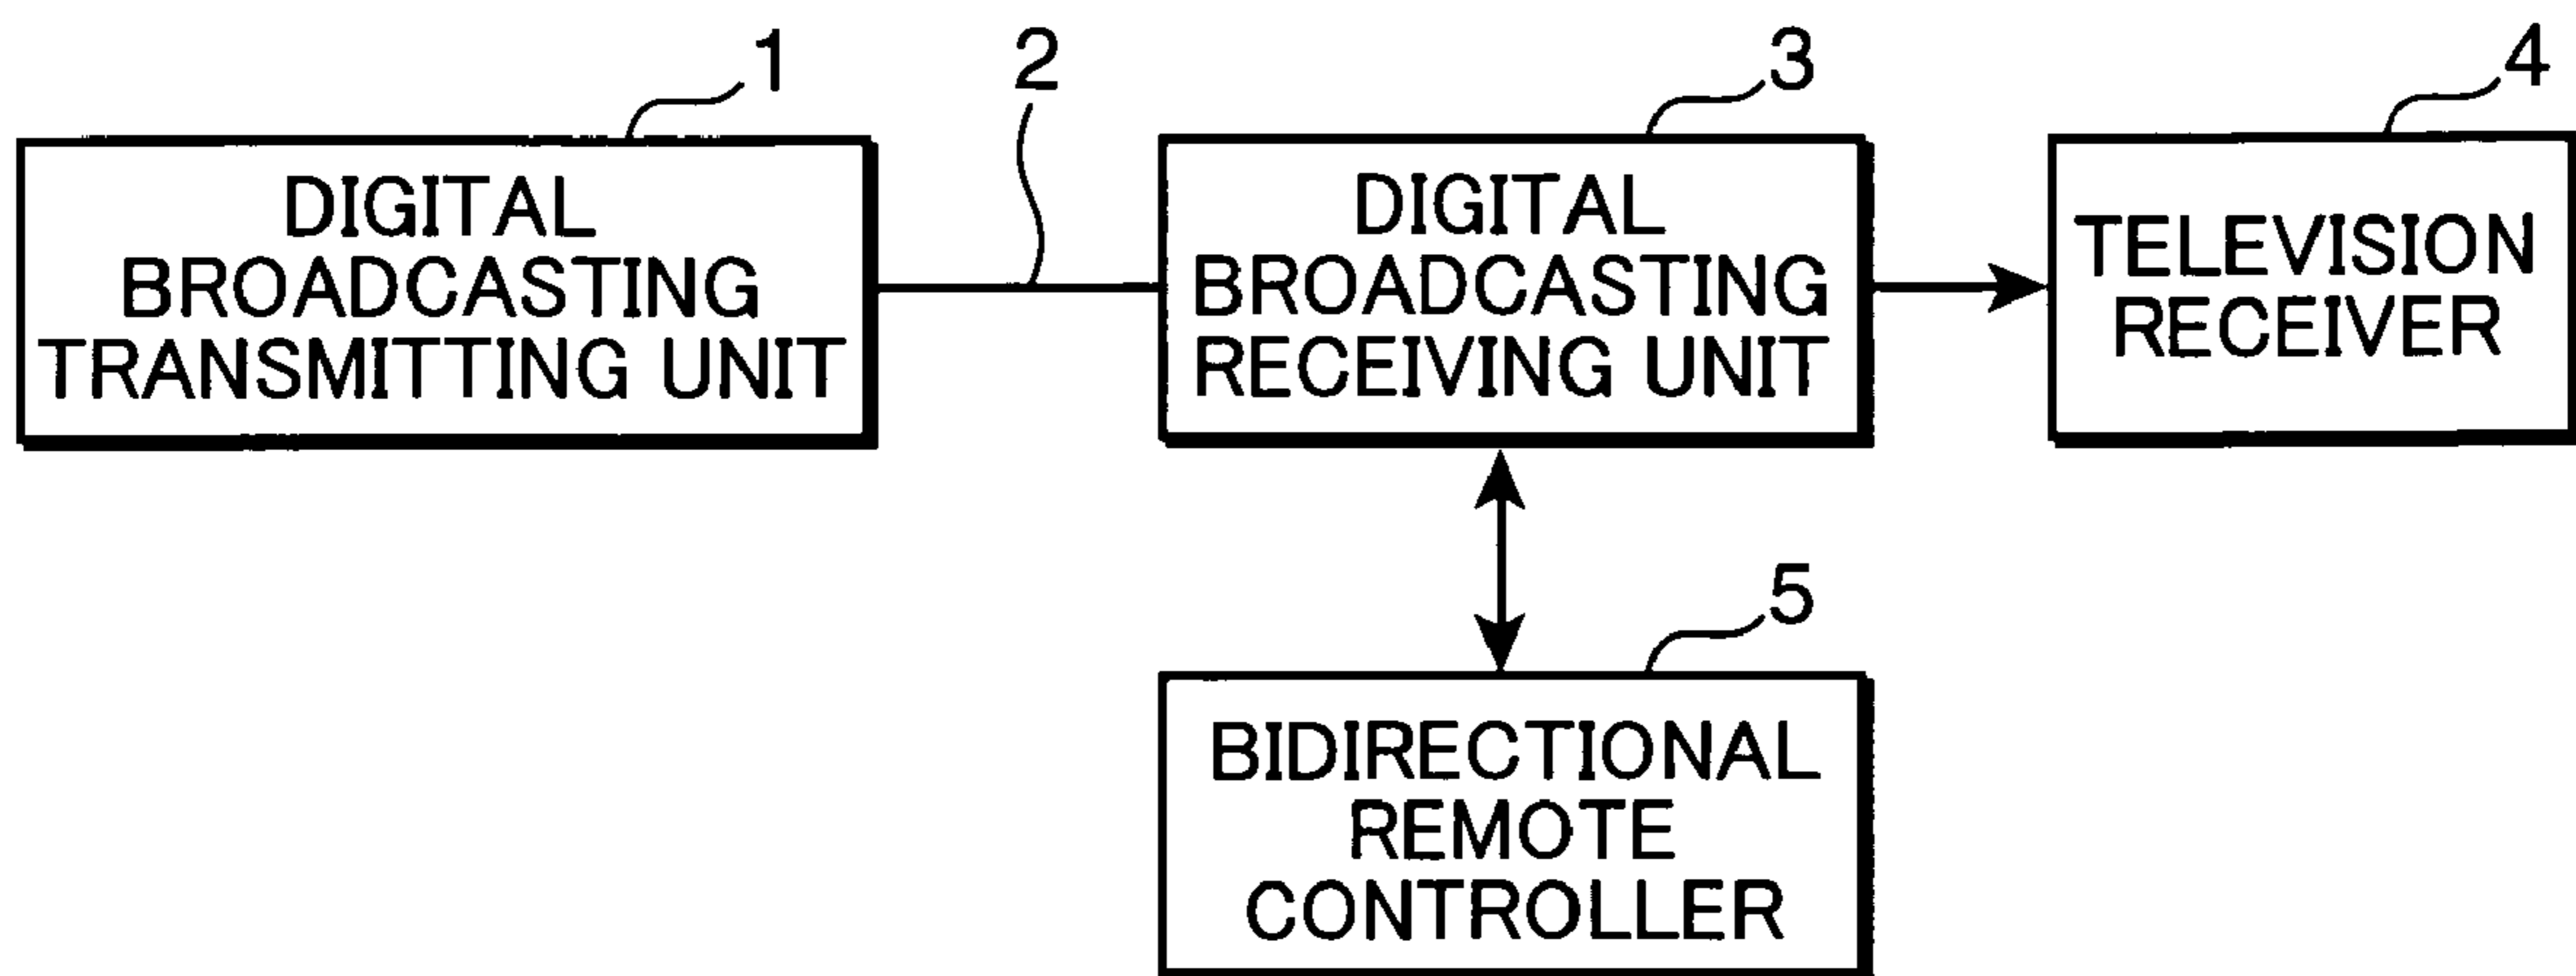 1
2
3
4
DIGITAL
BROADCASTING
TRANSMITTING UNIT
DIGITAL
BROADCASTING
RECEIVING UNIT
TELEVISION
RECEIVER
5
BIDIRECTIONAL
REMOTE
CONTROLLER